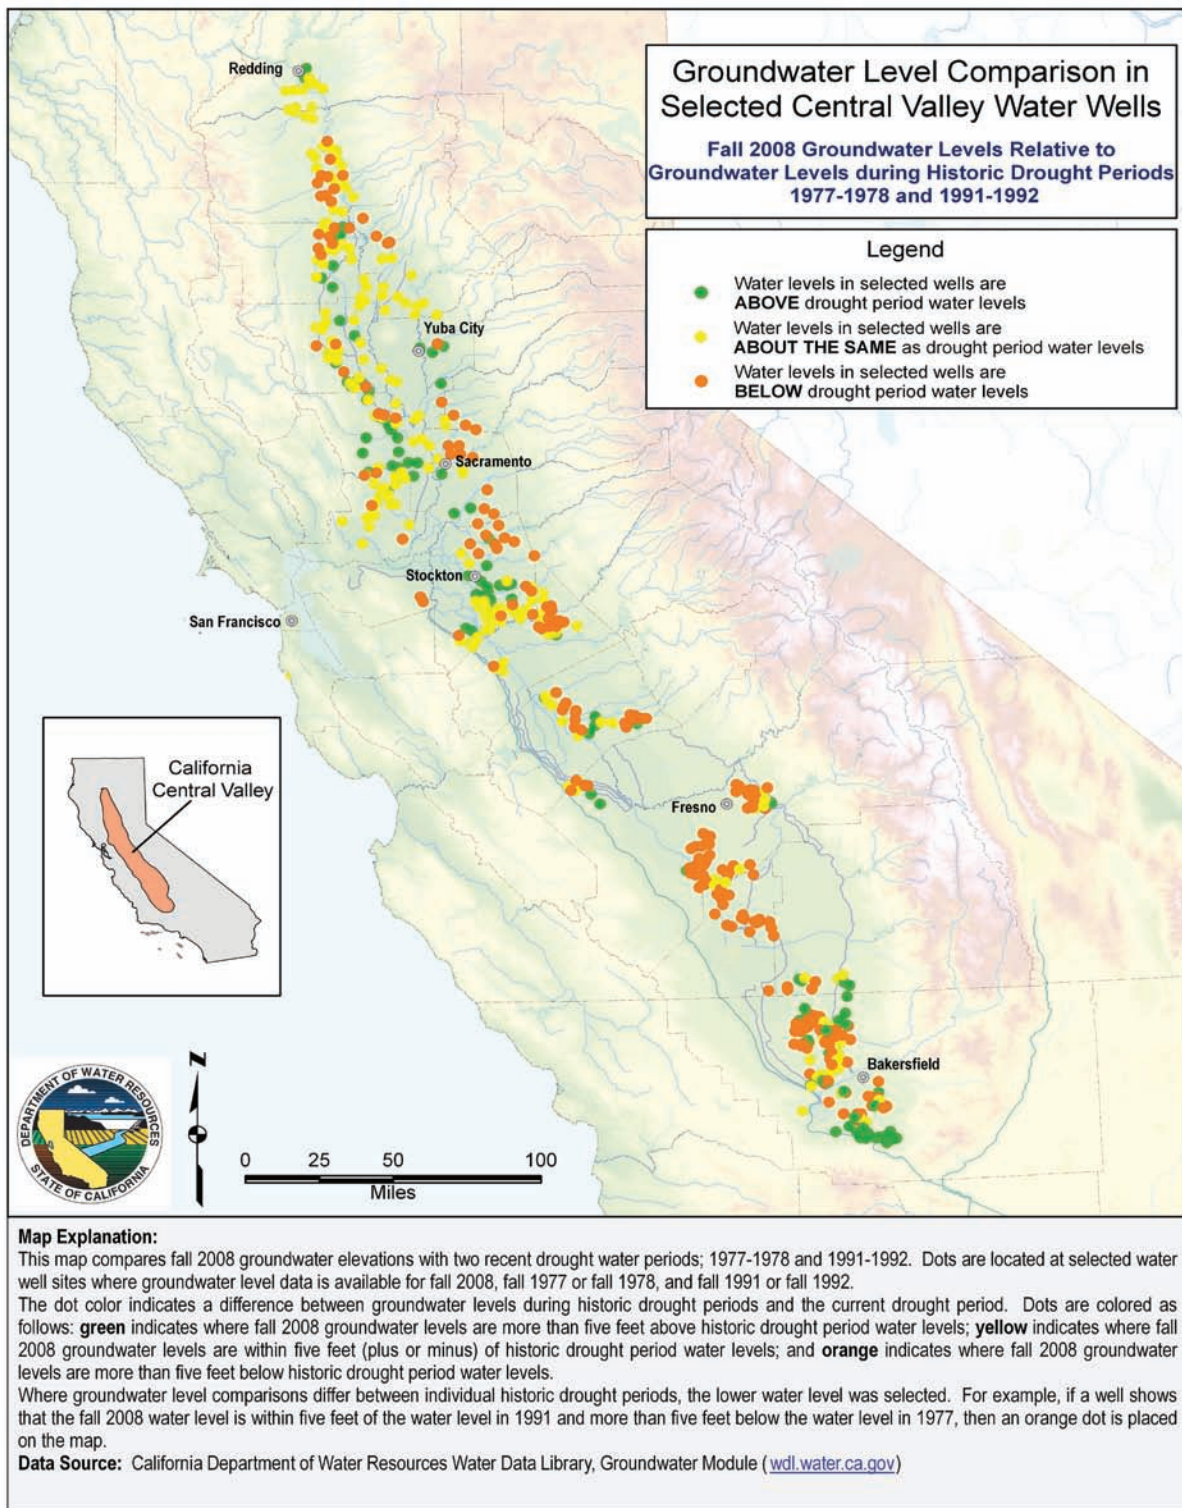 Groundwater Level Comparison in
Selected Central Valley Water Wells
Fall 2008 Groundwater Levels Relative to
Groundwater Levels during Historic Drought Periods
1977-1978 and 1991-1992
Legend
Water levels in selected wells are
ABOVE drought period water levels
Water levels in selected wells are
ABOUT THE SAME as drought period water levels
Water levels in selected wells are
BELOW drought period water levels
Redding
Yuba City
Sacramento
Stockton
San Francisco
Fresno
Bakersfield
California
Central Valley
DEPARTMENT OF WATER RESOURCES
STATE OF CALIFORNIA
N
0 25 50 100
Miles
Map Explanation:
This map compares fall 2008 groundwater elevations with two recent drought water periods; 1977-1978 and 1991-1992. Dots are located at selected water
well sites where groundwater level data is available for fall 2008, fall 1977 or fall 1978, and fall 1991 or fall 1992.
The dot color indicates a difference between groundwater levels during historic drought periods and the current drought period. Dots are colored as
follows: green indicates where fall 2008 groundwater levels are more than five feet above historic drought period water levels; yellow indicates where fall
2008 groundwater levels are within five feet (plus or minus) of historic drought period water levels; and orange indicates where fall 2008 groundwater
levels are more than five feet below historic drought period water levels.
Where groundwater level comparisons differ between individual historic drought periods, the lower water level was selected. For example, if a well shows
that the fall 2008 water level is within five feet of the water level in 1991 and more than five feet below the water level in 1977, then an orange dot is placed
on the map.
Data Source: California Department of Water Resources Water Data Library, Groundwater Module (wdl.water.ca.gov)